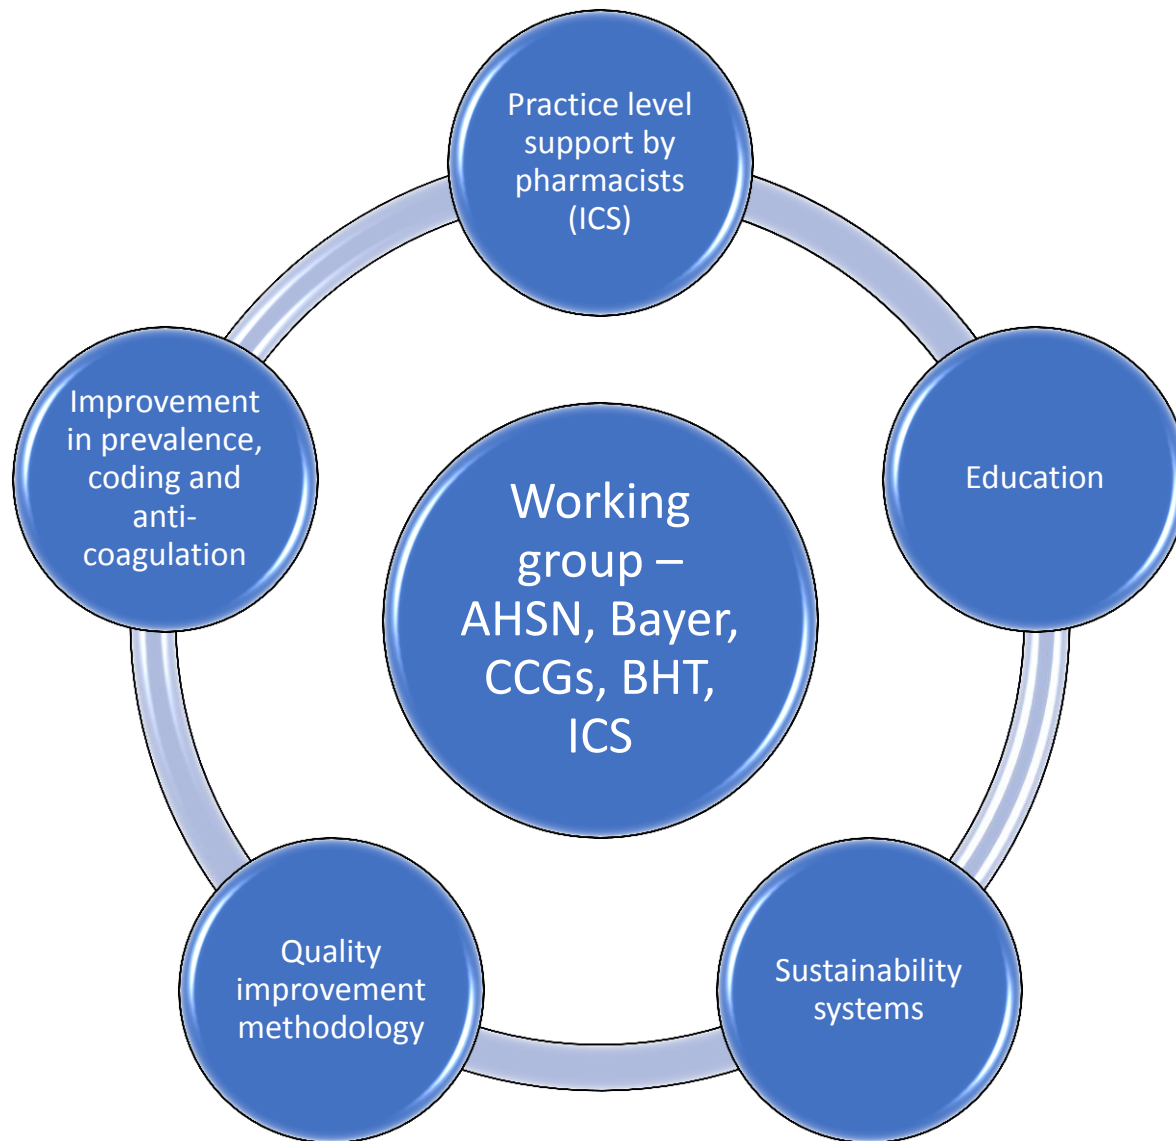 Practice level
support by
pharmacists
(ICS)
Education
Sustainability
systems
Quality
improvement
methodology
Improvement
in prevalence,
coding and
anti-
coagulation
Working
group –
AHSN, Bayer,
CCGs, BHT,
ICS